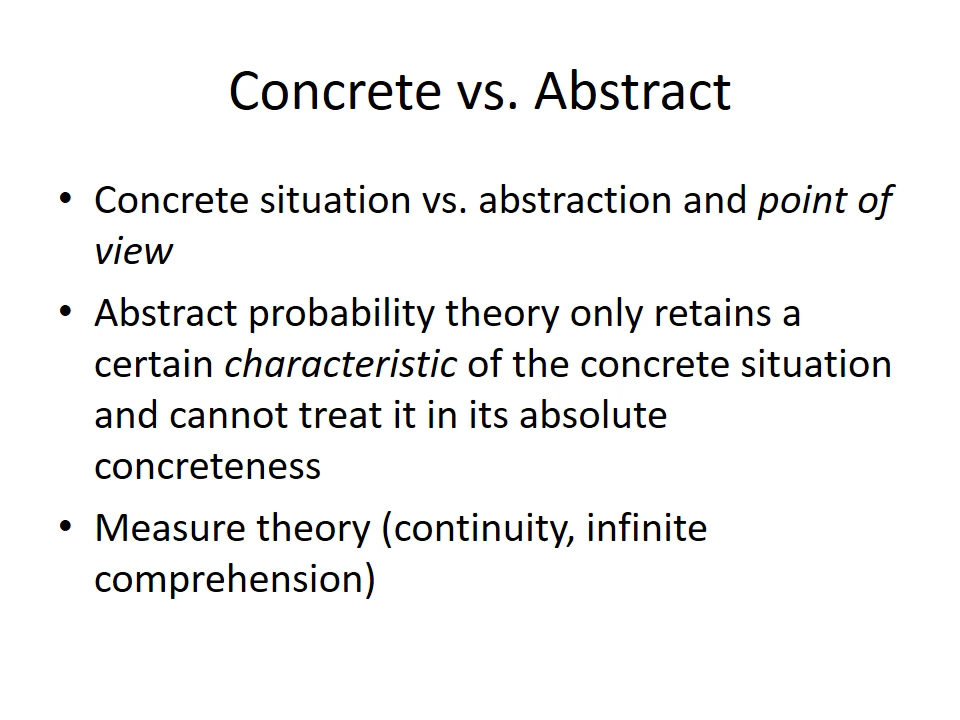 Concrete vs. Abstract
• Concrete situation vs. abstraction and point of
view
• Abstract probability theory only retains a
certain characteristic of the concrete situation
and cannot treat it in its absolute
concreteness
• Measure theory (continuity, infinite
comprehension)